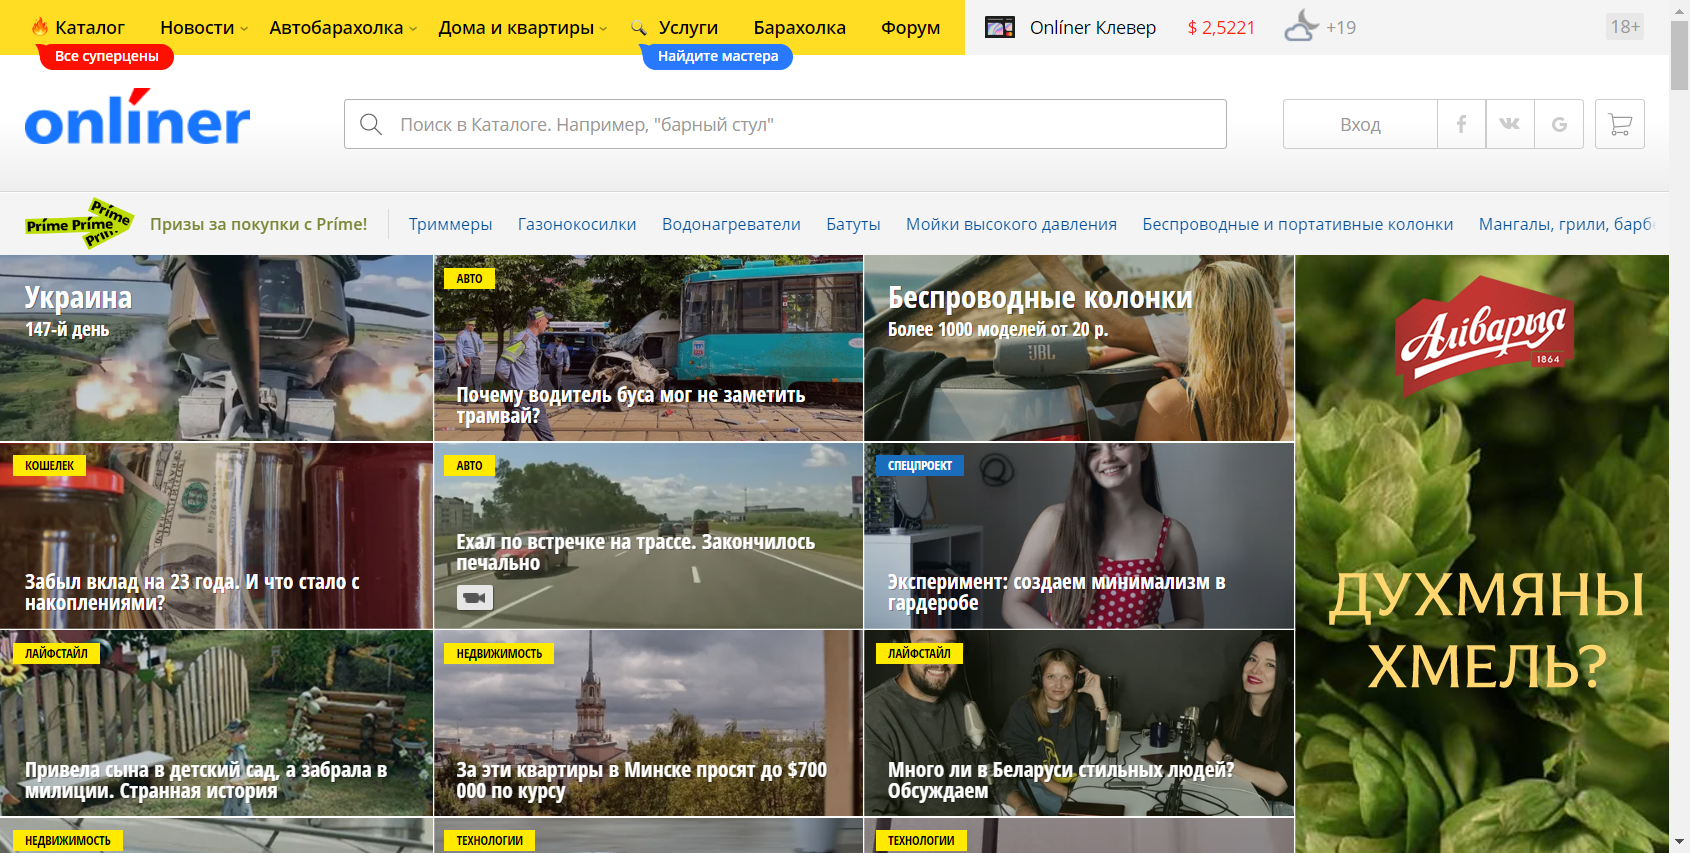 Каталог
Новости
Автобарахолка
Дома и квартиры
Услуги
Барахолка
Форум
Onlíner Клевер
$ 2,5221
+19
18+
Все суперцены
Найдите мастера
onlíner
Поиск в Каталоге. Например, "барный стул"
Вход
Príme Príme
Príme
Призы за покупки с Príme!
Триммеры
Газонокосилки
Водонагреватели
Батуты
Мойки высокого давления
Беспроводные и портативные колонки
Мангалы, грили, барбе
Украина
147-й день
АВТО
Почему водитель буса мог не заметить
трамвай?
Беспроводные колонки
Более 1000 моделей от 20 р.
JBL
Аліварыя
1864
КОШЕЛЕК
Забыл вклад на 23 года. И что стало с
накоплениями?
АВТО
Ехал по встречке на трассе. Закончилось
печально
СПЕЦПРОЕКТ
Эксперимент: создаем минимализм в
гардеробе
ДУХМЯНЫ
ХМЕЛЬ?
ЛАЙФСТАЙЛ
Привела сына в детский сад, а забрала в
милиции. Странная история
НЕДВИЖИМОСТЬ
За эти квартиры в Минске просят до $700
000 по курсу
ЛАЙФСТАЙЛ
Много ли в Беларуси стильных людей?
Обсуждаем
НЕДВИЖИМОСТЬ
ТЕХНОЛОГИИ
ТЕХНОЛОГИИ